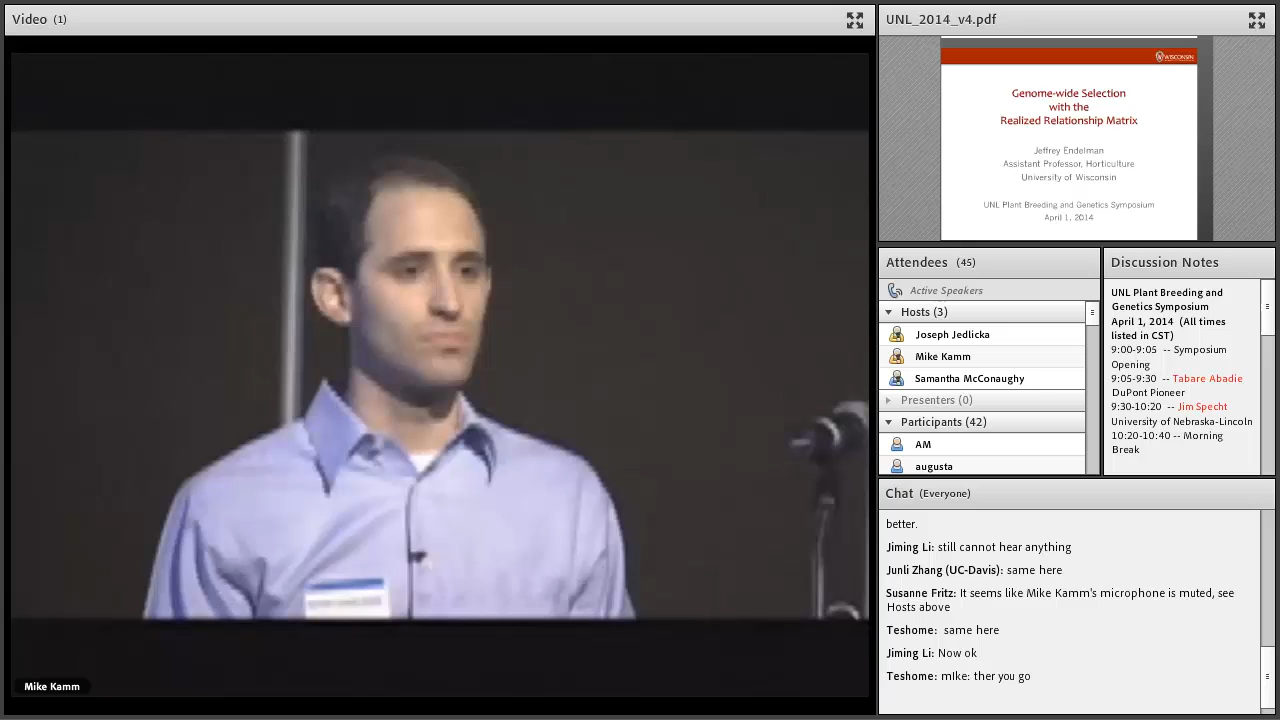 Video (1)
Mike Kamm
UNL_2014_v4.pdf
WISCONSIN
Genome-wide Selection
with the
Realized Relationship Matrix
Jeffrey Endelman
Assistant Professor, Horticulture
University of Wisconsin
UNL Plant Breeding and Genetics Symposium
April 1, 2014
Attendees (45)
Active Speakers
Hosts (3)
Joseph Jedlicka
Mike Kamm
Samantha McConaughy
Presenters (0)
Participants (42)
AM
augusta
Discussion Notes
UNL Plant Breeding and
Genetics Symposium
April 1, 2014 (All times
listed in CST)
9:00-9:05 -- Symposium
Opening
9:05-9:30 -- Tabare Abadie
DuPont Pioneer
9:30-10:20 -- Jim Specht
University of Nebraska-Lincoln
10:20-10:40 -- Morning
Break
Chat (Everyone)
better.
Jiming Li: still cannot hear anything
Junli Zhang (UC-Davis): same here
Susanne Fritz: It seems like Mike Kamm's microphone is muted, see
Hosts above
Teshome: same here
Jiming Li: Now ok
Teshome: mIke: ther you go